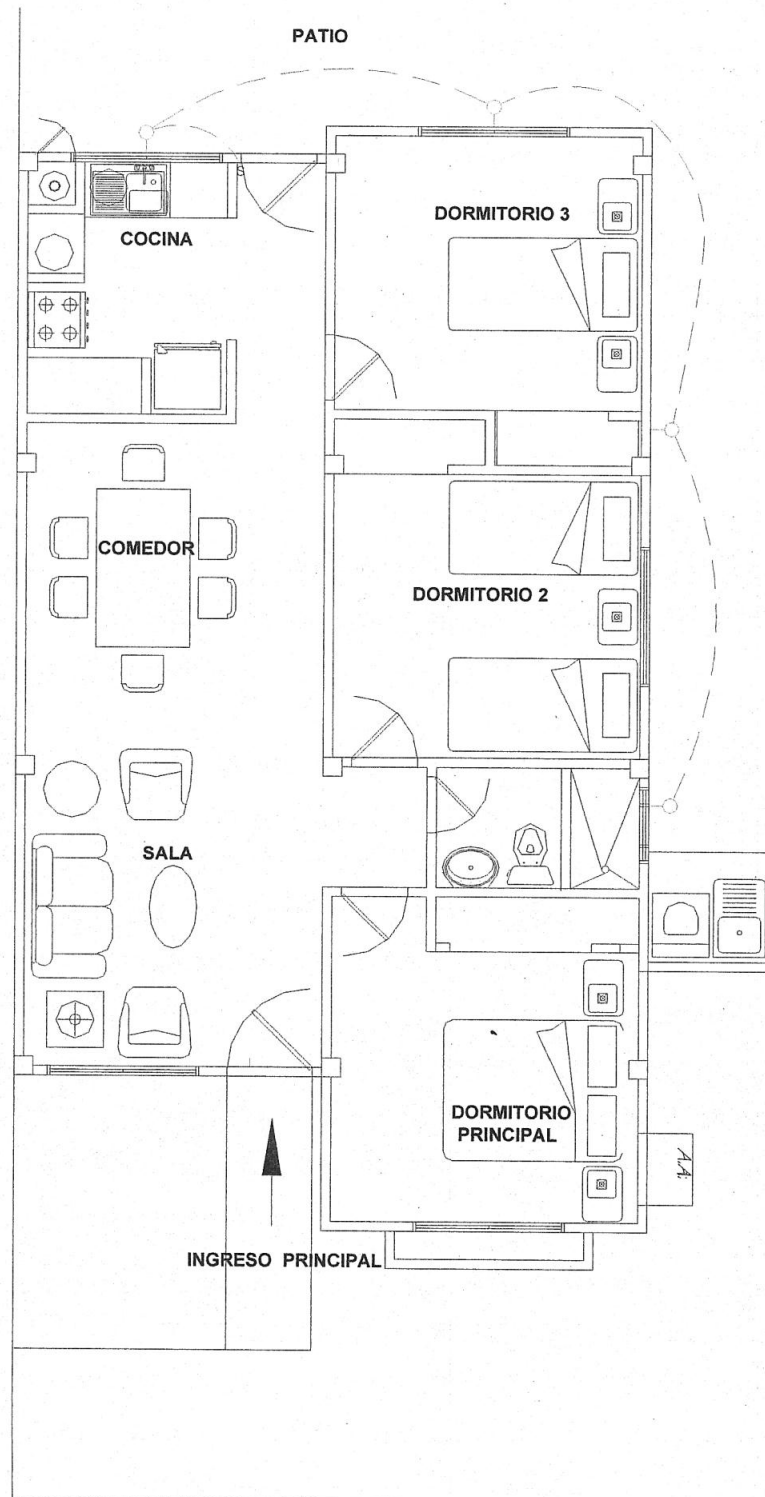 PATIO
DORMITORIO 3
COCINA
COMEDOR
DORMITORIO 2
SALA
DORMITORIO
PRINCIPAL
A.A:
INGRESO PRINCIPAL
S